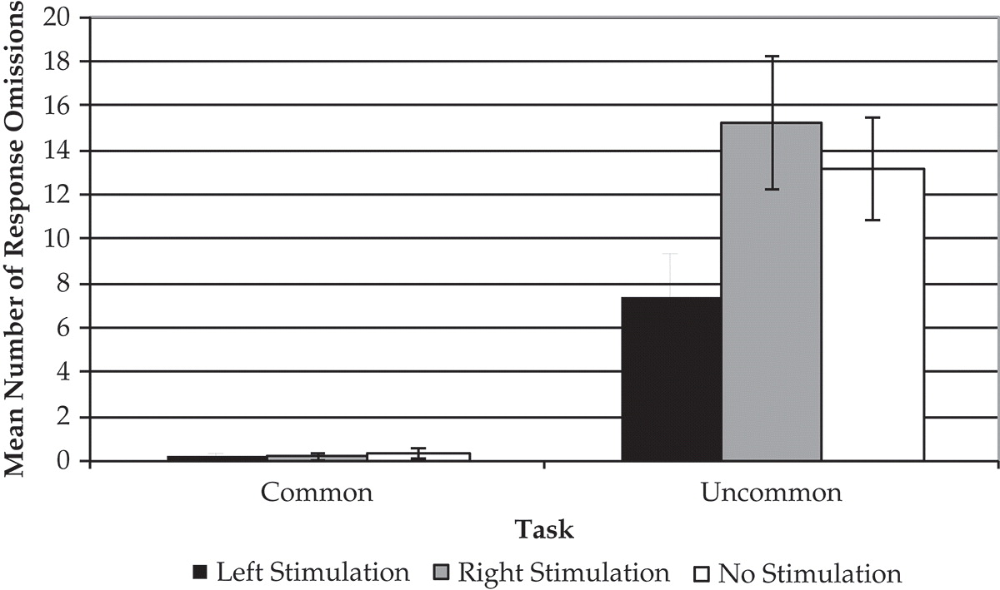 Mean Number of Response Omissions
20
18
16
14
12
10
8
6
4
2
0
Common Uncommon
Task
Left Stimulation Right Stimulation No Stimulation